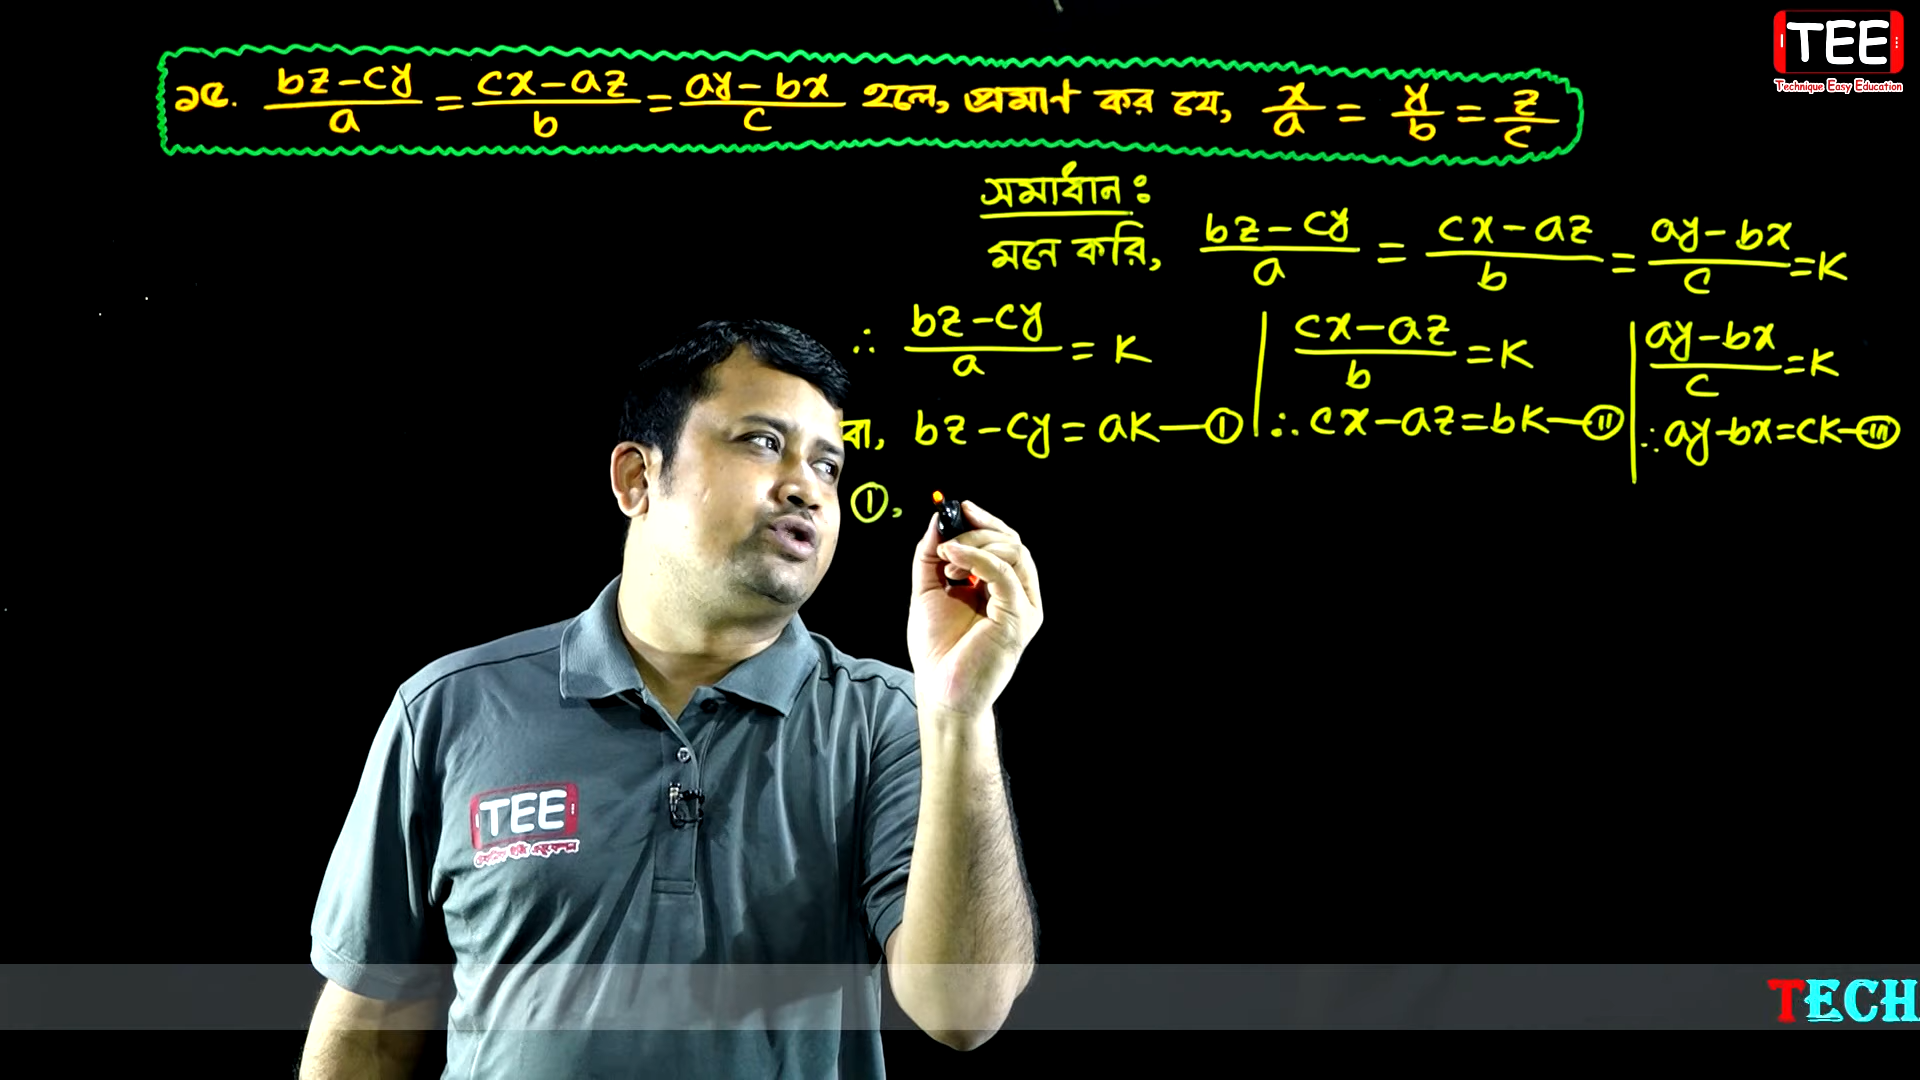 TEE
Technique Easy Education
১৫. bz-cy/a = cx-az/b = ay-bx/c হলে, প্রমাণ কর যে, x/a = y/b = z/c
সমাধান :
মনে করি, bz-cy/a = cx-az/b = ay-bx/c = K
∴ bz-cy/a = K | cx-az/b = K | ay-bx/c = K
বা, bz-cy = aK — (i) | ∴ cx-az = bK — (ii) | ∴ ay-bx = cK — (iii)
(i),
TEE
TECH